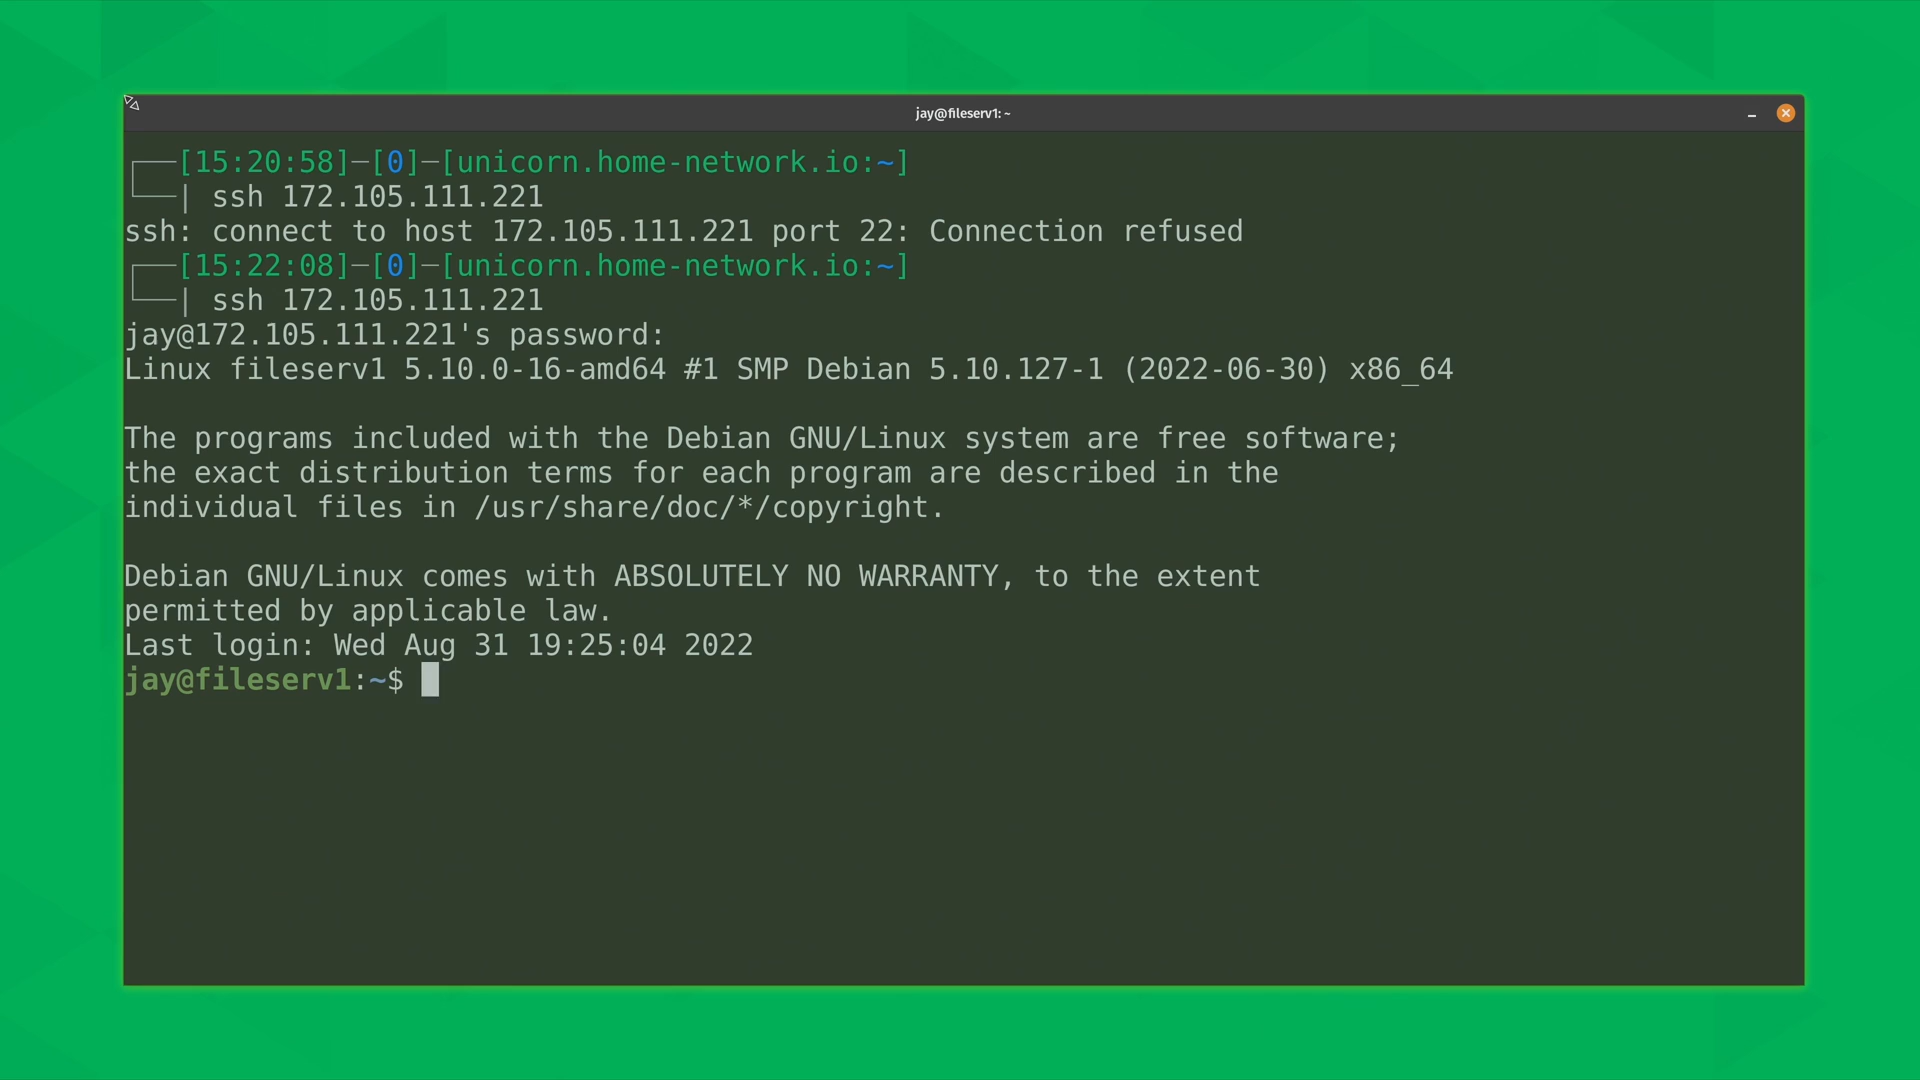 jay@fileserv1: ~
┌──[15:20:58]─[0]─[unicorn.home-network.io:~]
└──| ssh 172.105.111.221
ssh: connect to host 172.105.111.221 port 22: Connection refused
┌──[15:22:08]─[0]─[unicorn.home-network.io:~]
└──| ssh 172.105.111.221
jay@172.105.111.221's password:
Linux fileserv1 5.10.0-16-amd64 #1 SMP Debian 5.10.127-1 (2022-06-30) x86_64
The programs included with the Debian GNU/Linux system are free software;
the exact distribution terms for each program are described in the
individual files in /usr/share/doc/*/copyright.
Debian GNU/Linux comes with ABSOLUTELY NO WARRANTY, to the extent
permitted by applicable law.
Last login: Wed Aug 31 19:25:04 2022
jay@fileserv1:~$